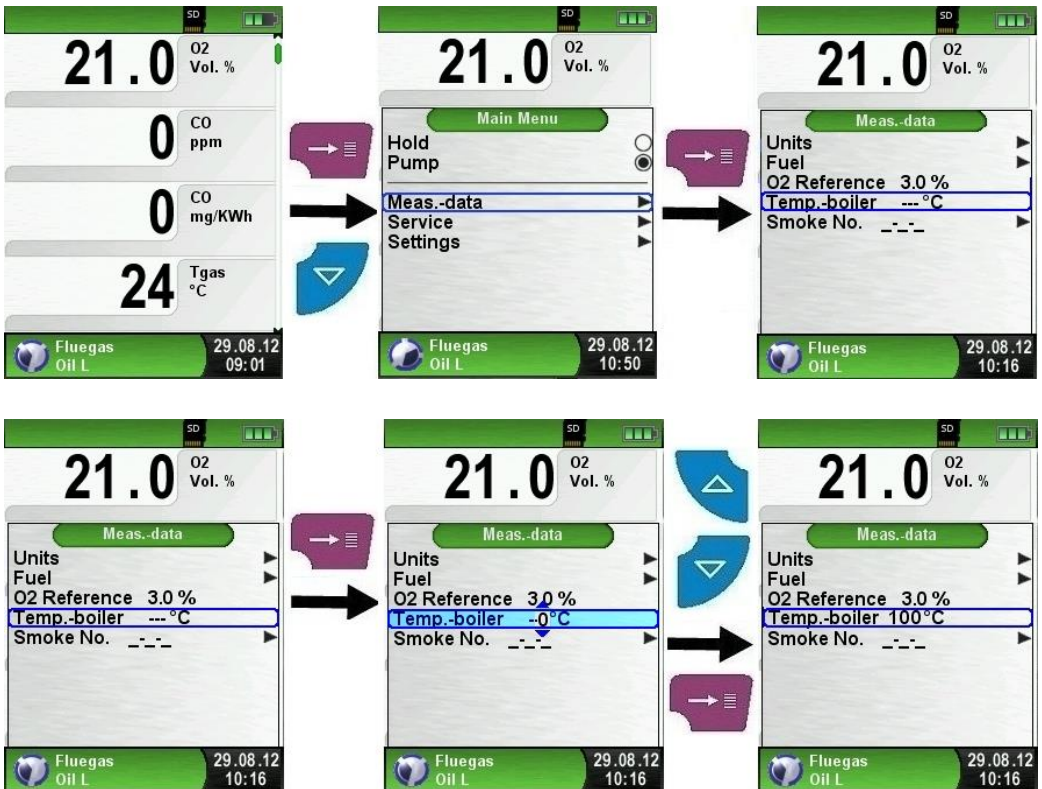 SD
21.0 O2 Vol. %
0 CO ppm
0 CO mg/KWh
24 Tgas °C
Fluegas 29.08.12
Oil L 09:01
SD
21.0 O2 Vol. %
Main Menu
Hold
Pump
Meas.-data
Service
Settings
Fluegas 29.08.12
Oil L 10:50
SD
21.0 O2 Vol. %
Meas.-data
Units
Fuel
O2 Reference 3.0 %
Temp.-boiler ---°C
Smoke No. _-_-_
Fluegas 29.08.12
Oil L 10:16
SD
21.0 O2 Vol. %
Meas.-data
Units
Fuel
O2 Reference 3.0 %
Temp.-boiler ---°C
Smoke No. _-_-_
Fluegas 29.08.12
Oil L 10:16
SD
21.0 O2 Vol. %
Meas.-data
Units
Fuel
O2 Reference 3.0 %
Temp.-boiler --0°C
Smoke No. _-_-_
Fluegas 29.08.12
Oil L 10:16
SD
21.0 O2 Vol. %
Meas.-data
Units
Fuel
O2 Reference 3.0 %
Temp.-boiler 100°C
Smoke No. _-_-_
Fluegas 29.08.12
Oil L 10:16